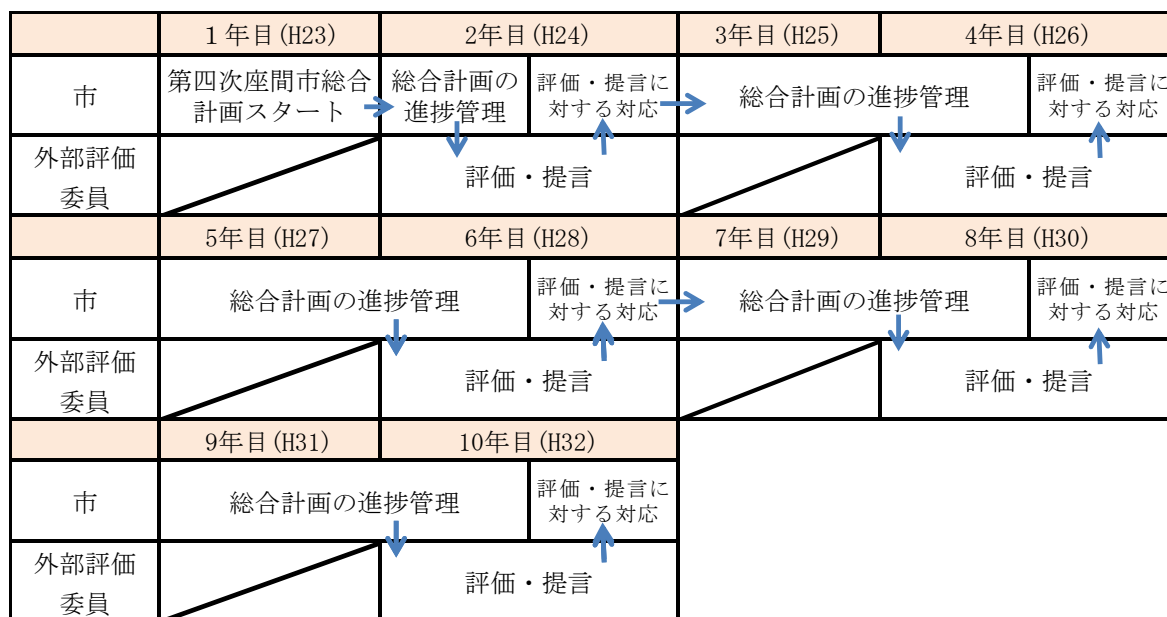 １年目(H23) 2年目(H24) 3年目(H25) 4年目(H26)
市
第四次座間市総合
計画スタート
総合計画の
進捗管理
評価・提言に
対する対応
総合計画の進捗管理
評価・提言に
対する対応
外部評価
委員
評価・提言
評価・提言
5年目(H27) 6年目(H28) 7年目(H29) 8年目(H30)
市
総合計画の進捗管理
評価・提言に
対する対応
総合計画の進捗管理
評価・提言に
対する対応
外部評価
委員
評価・提言
評価・提言
9年目(H31) 10年目(H32)
市
総合計画の進捗管理
評価・提言に
対する対応
外部評価
委員
評価・提言